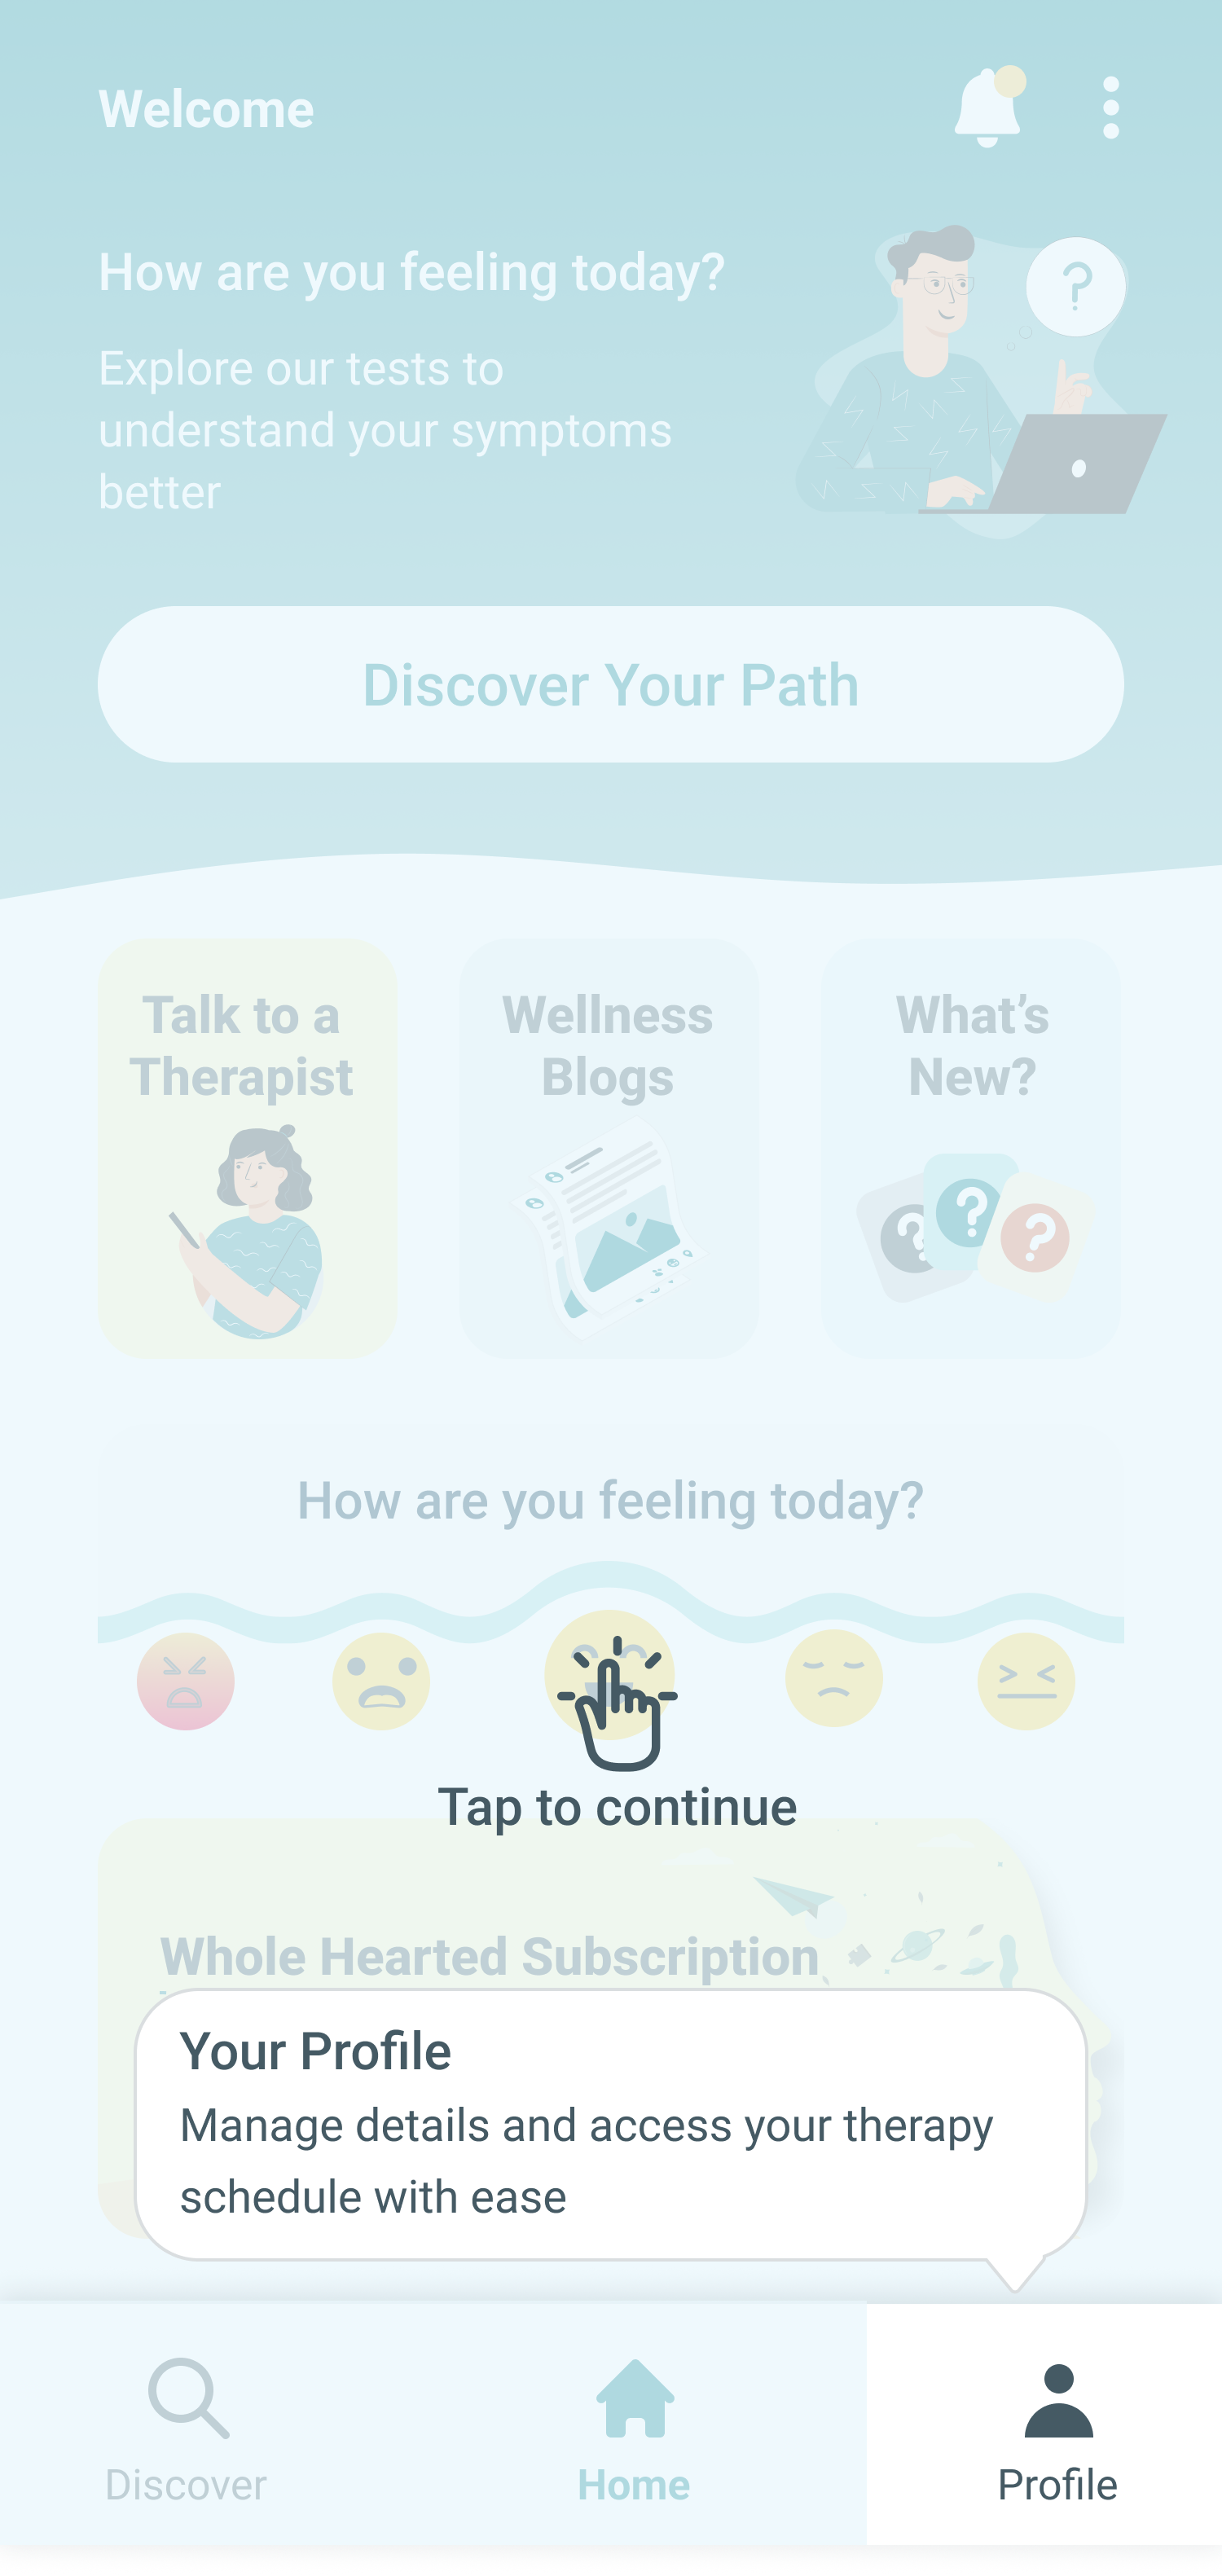 Welcome
How are you feeling today?
Explore our tests to
understand your symptoms
better
?
Discover Your Path
Talk to a
Therapist
Wellness
Blogs
What’s
New?
? ? ?
How are you feeling today?
Tap to continue
Whole Hearted Subscription
Your Profile
Manage details and access your therapy
schedule with ease
Discover
Home
Profile